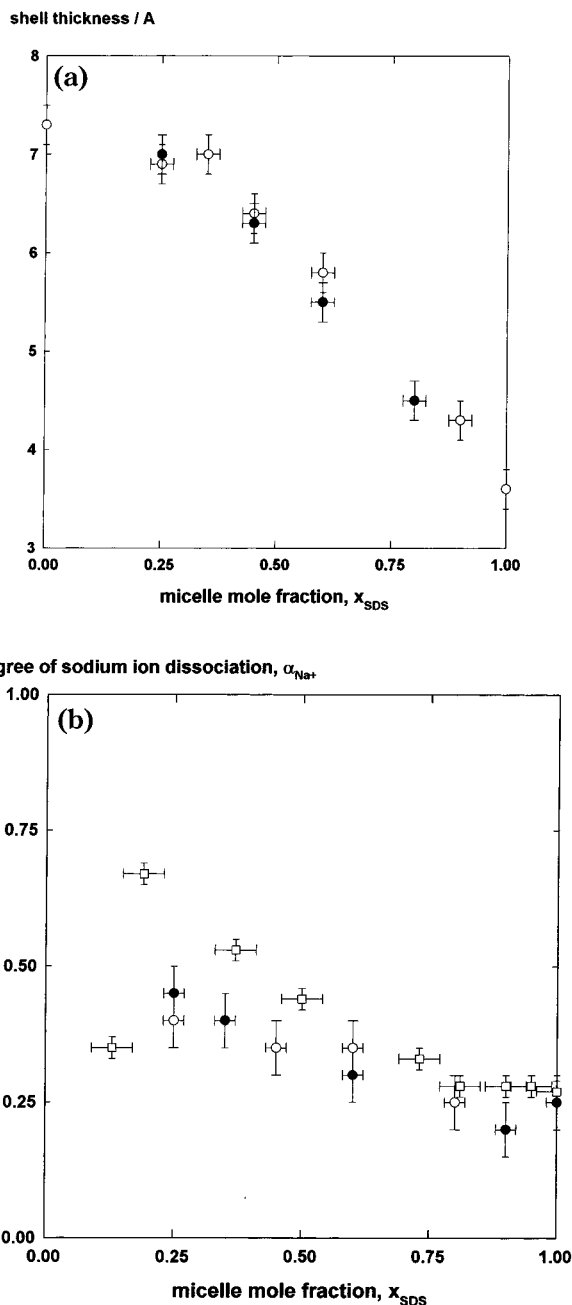 shell thickness / A
8
(a)
7
6
5
4
3
0.00 0.25 0.50 0.75 1.00
micelle mole fraction, xSDS
gree of sodium ion dissociation, αNa+
1.00
(b)
0.75
0.50
0.25
0.00
0.00 0.25 0.50 0.75 1.00
micelle mole fraction, xSDS